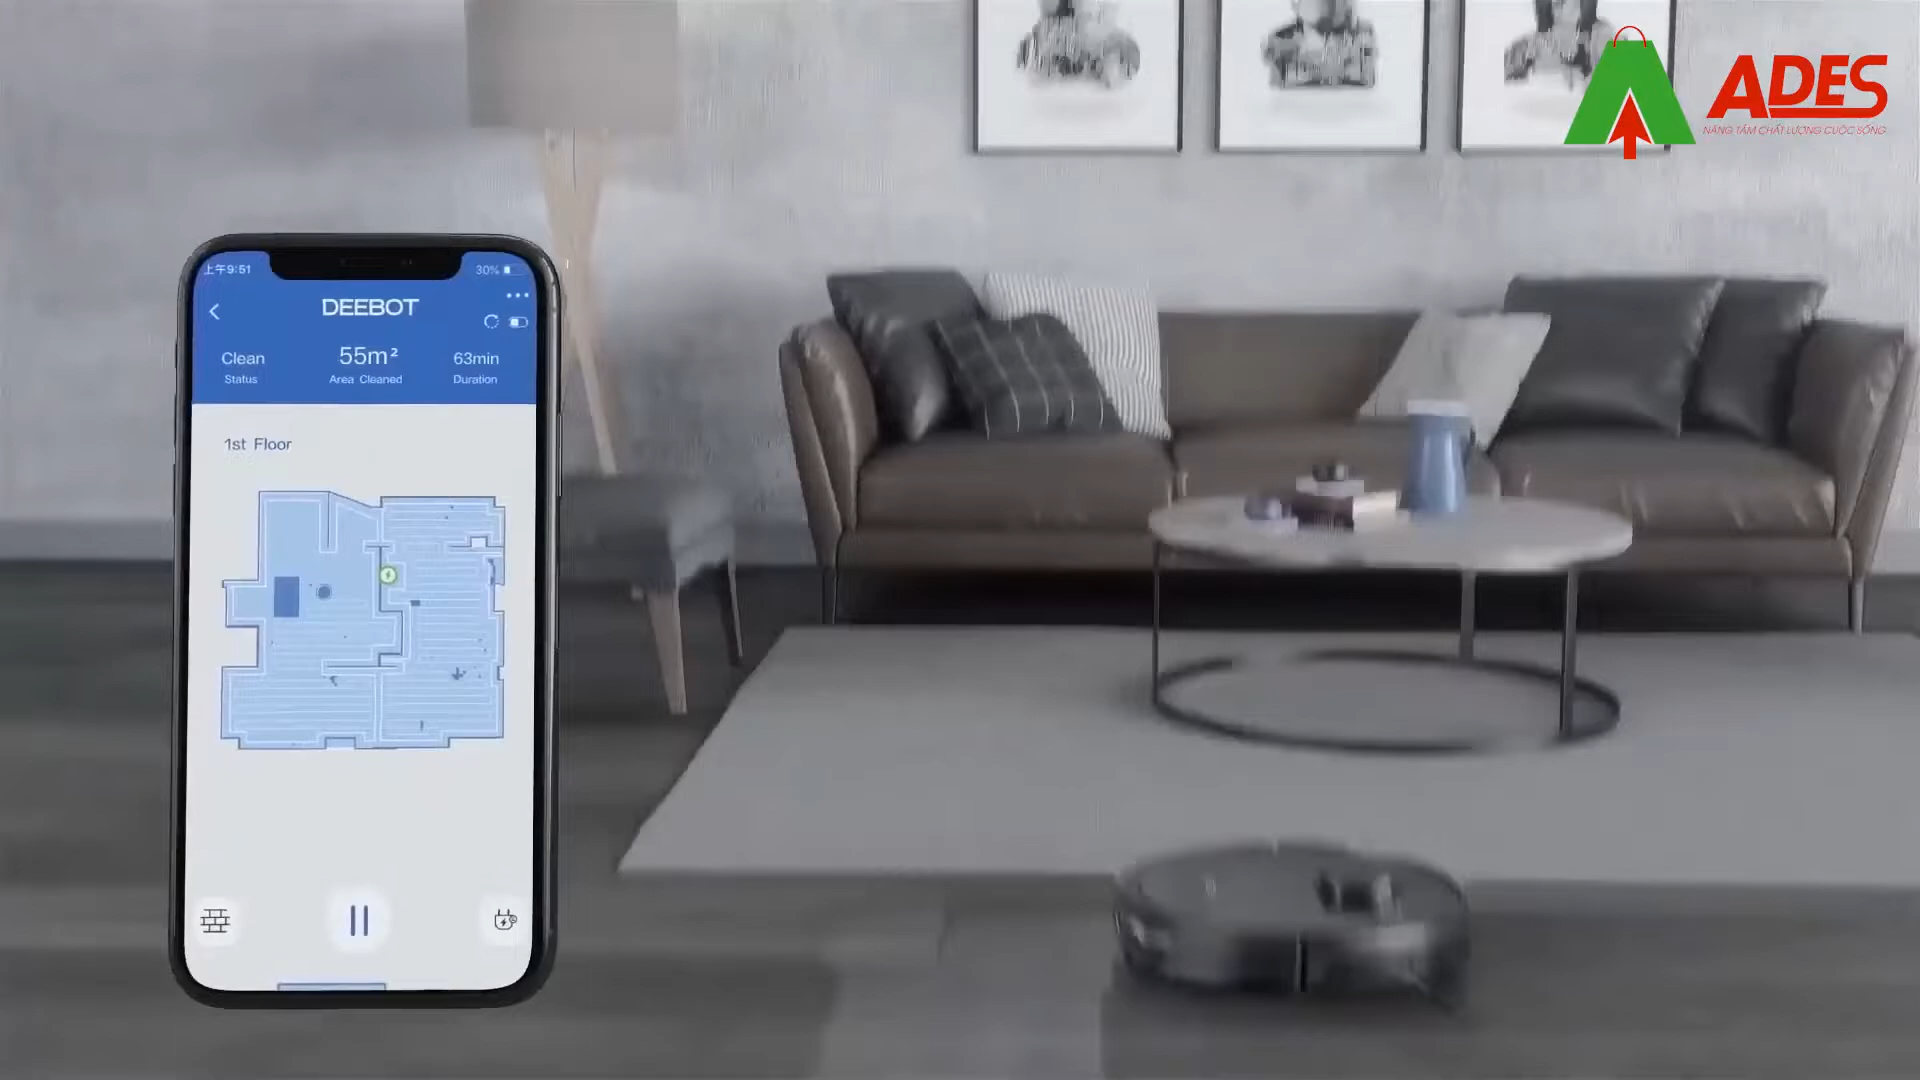 ADES
NÂNG TẦM CHẤT LƯỢNG CUỘC SỐNG
上午9:51
30%
DEEBOT
Clean
55m²
63min
Status
Area Cleaned
Duration
1st Floor